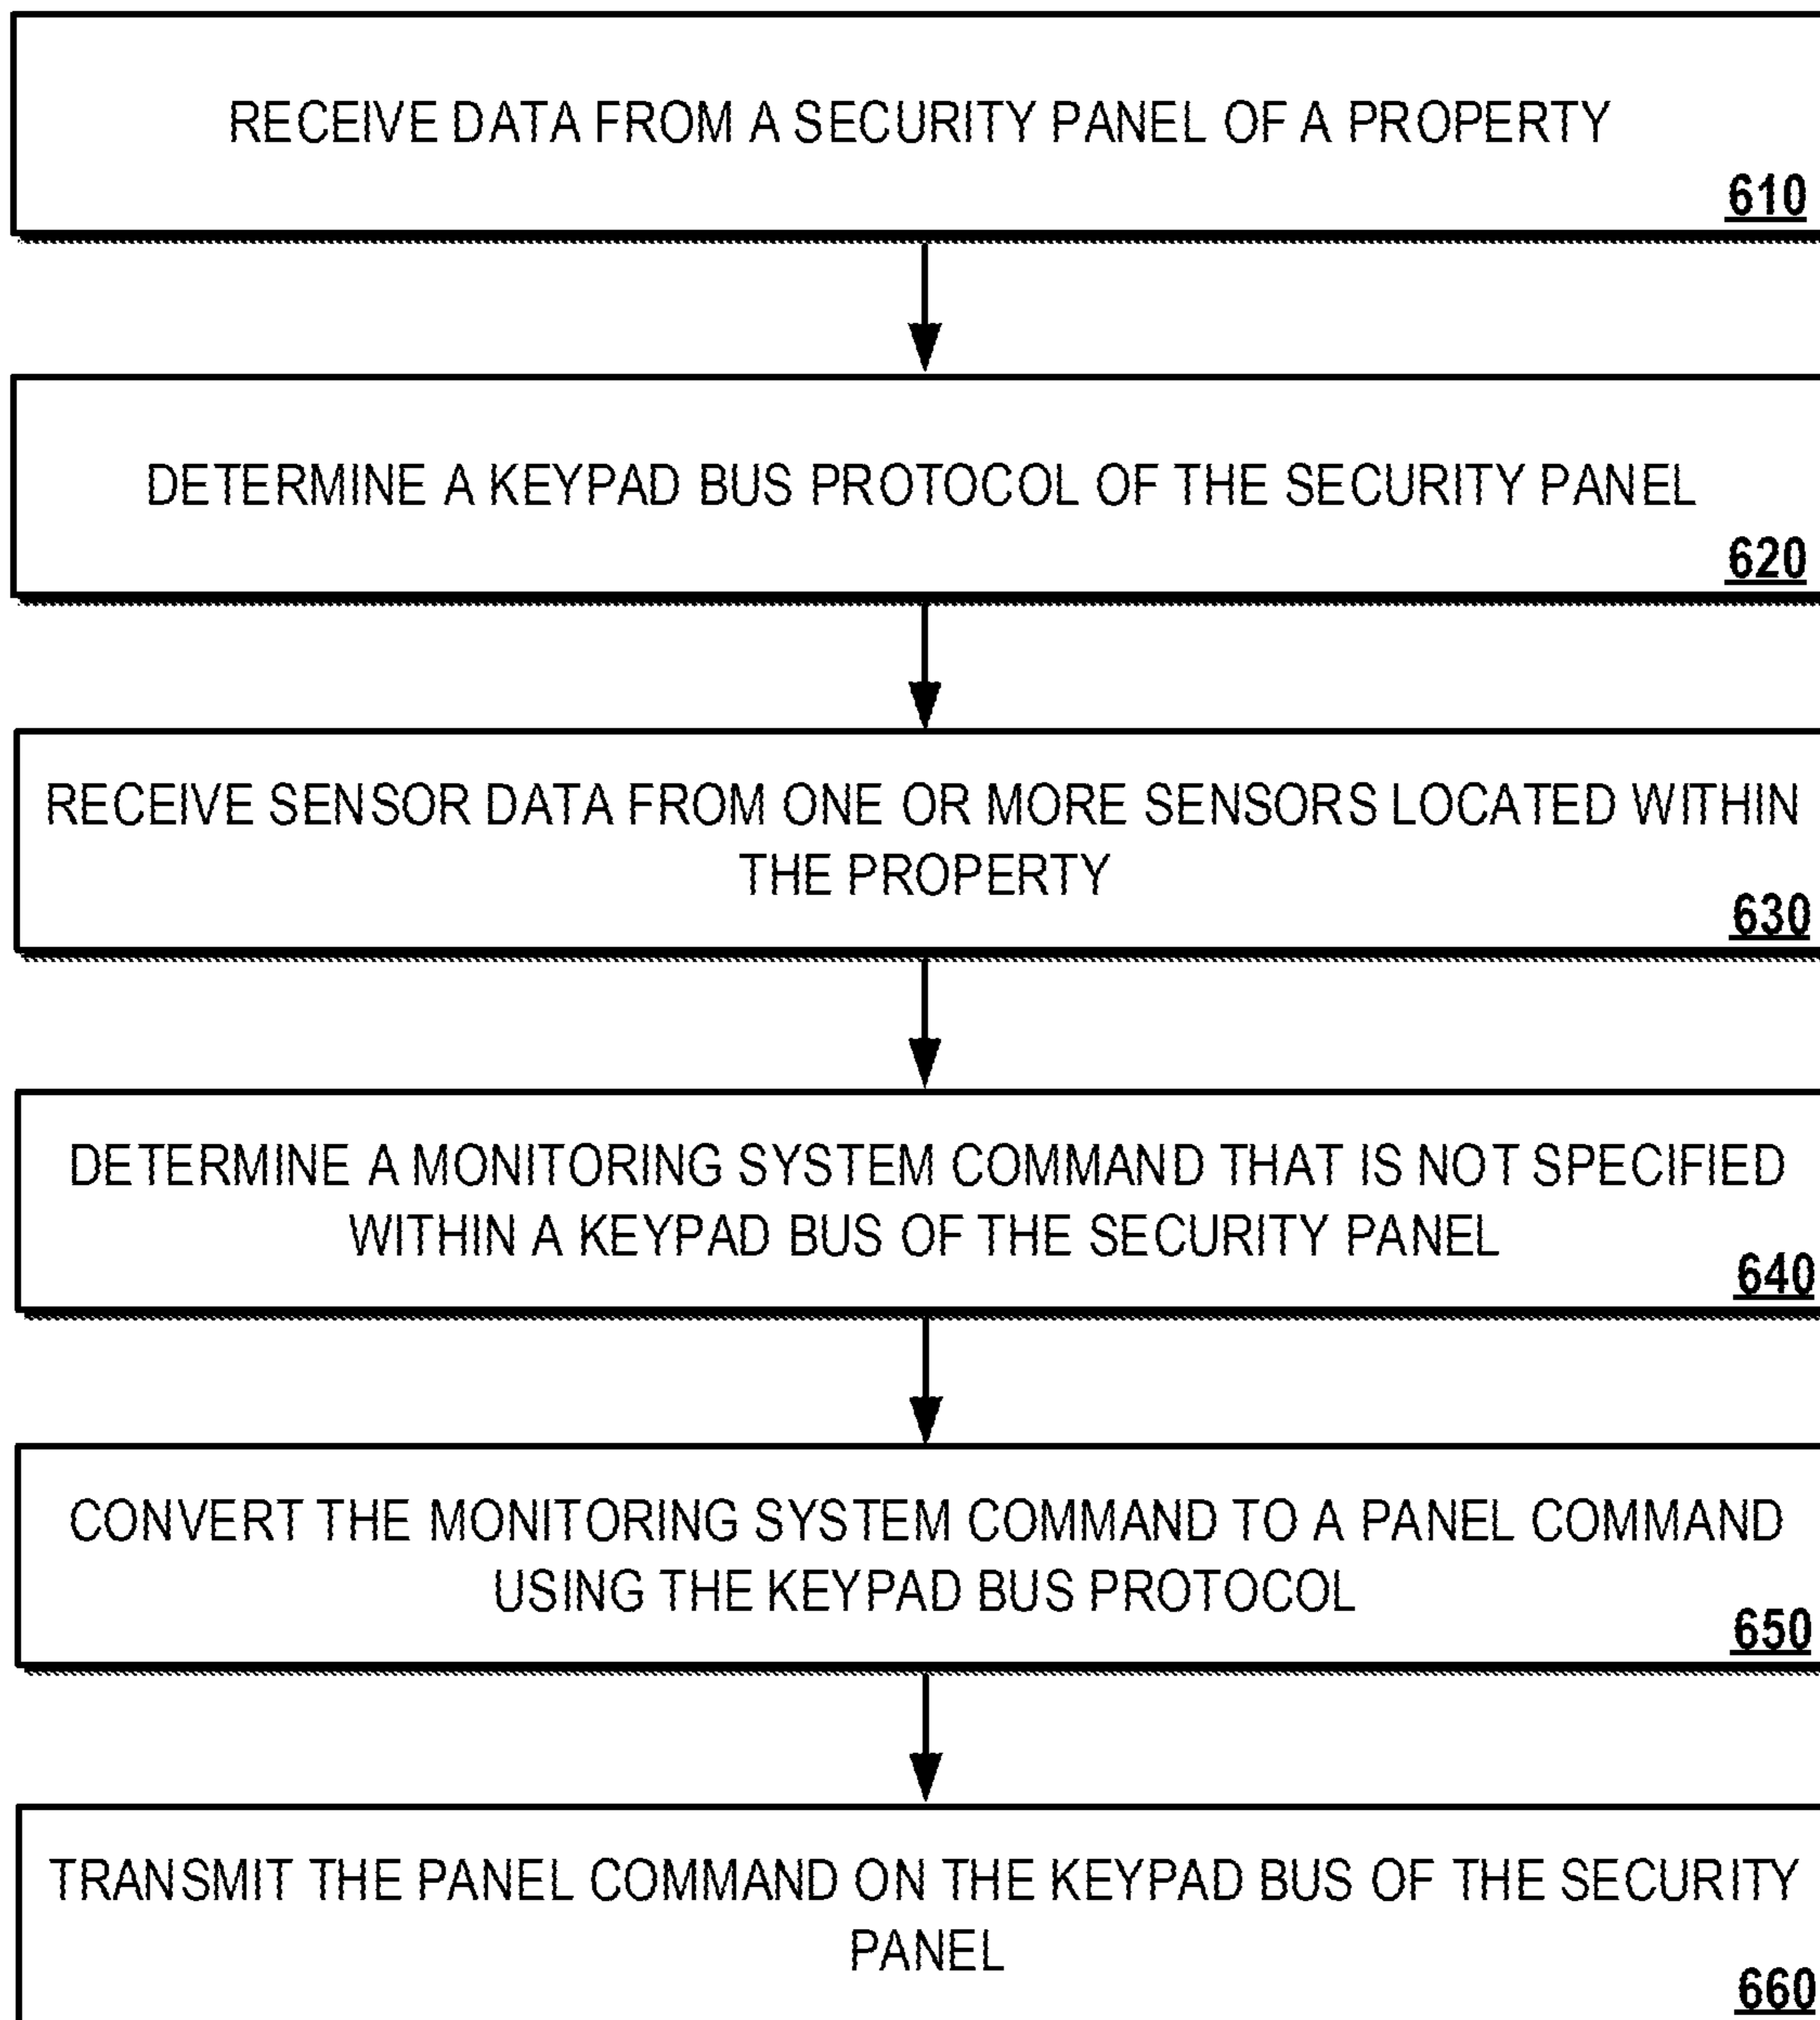 RECEIVE DATA FROM A SECURITY PANEL OF A PROPERTY
610
DETERMINE A KEYPAD BUS PROTOCOL OF THE SECURITY PANEL
620
RECEIVE SENSOR DATA FROM ONE OR MORE SENSORS LOCATED WITHIN
THE PROPERTY
630
DETERMINE A MONITORING SYSTEM COMMAND THAT IS NOT SPECIFIED
WITHIN A KEYPAD BUS OF THE SECURITY PANEL
640
CONVERT THE MONITORING SYSTEM COMMAND TO A PANEL COMMAND
USING THE KEYPAD BUS PROTOCOL
650
TRANSMIT THE PANEL COMMAND ON THE KEYPAD BUS OF THE SECURITY
PANEL
660